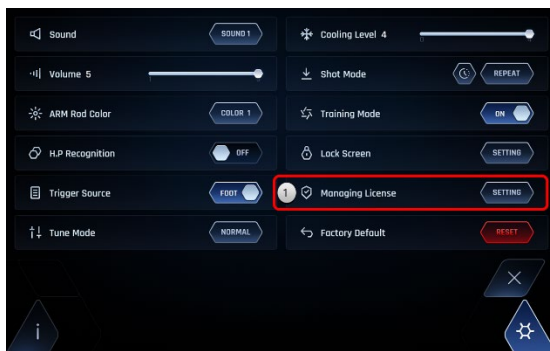 Sound
SOUND 1
Volume 5
ARM Rod Color
COLOR 1
H.P Recognition
OFF
Trigger Source
FOOT
Tune Mode
NORMAL
Cooling Level 4
Shot Mode
REPEAT
Training Mode
ON
Lock Screen
SETTING
1 Managing License
SETTING
Factory Default
RESET
i